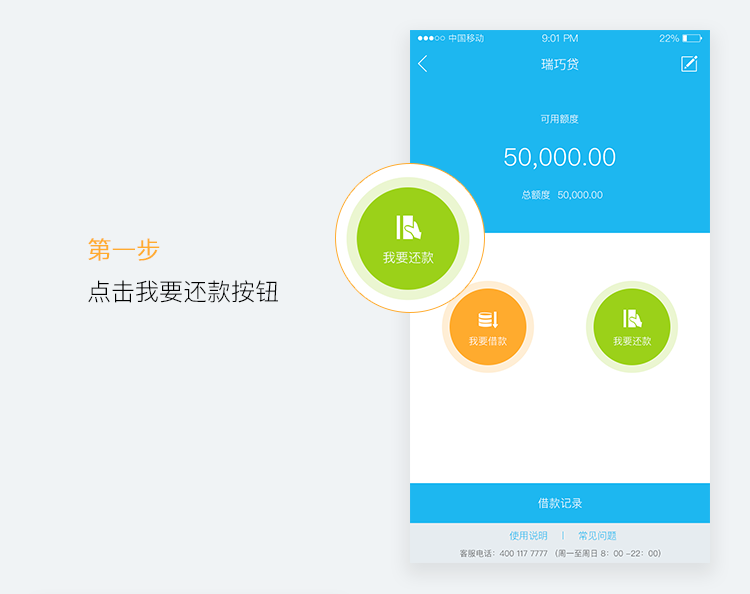 第一步
点击我要还款按钮
中国移动 9:01 PM 22%
瑞巧贷
可用额度
50,000.00
总额度 50,000.00
我要还款
我要借款 我要还款
借款记录
使用说明 | 常见问题
客服电话：400 117 7777 （周一至周日 8：00 -22：00）